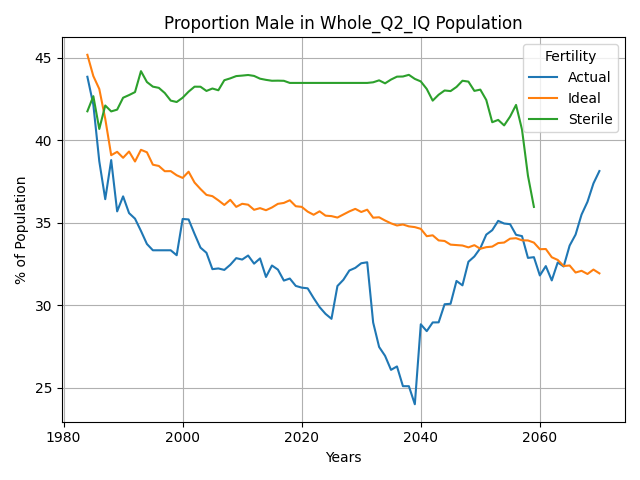 Proportion Male in Whole_Q2_IQ Population
% of Population
45
40
35
30
25
Fertility
Actual
Ideal
Sterile
1980
2000
2020
2040
2060
Years